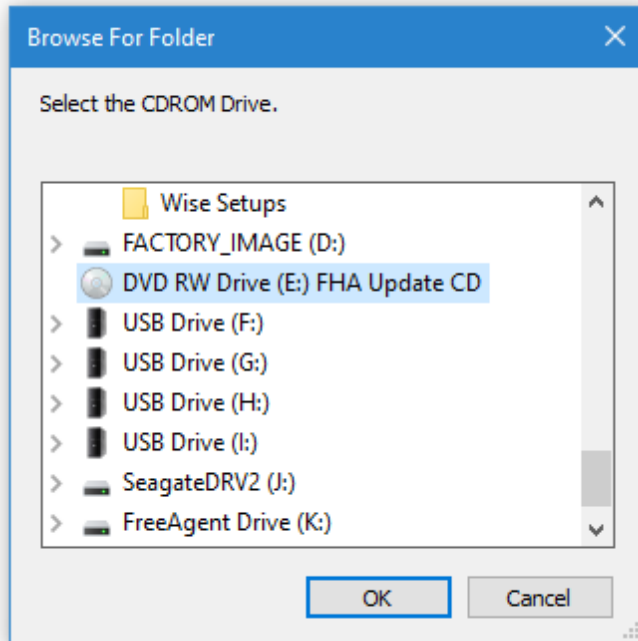 Browse For Folder
Select the CDROM Drive.
Wise Setups
FACTORY_IMAGE (D:)
DVD RW Drive (E:) FHA Update CD
USB Drive (F:)
USB Drive (G:)
USB Drive (H:)
USB Drive (I:)
SeagateDRV2 (J:)
FreeAgent Drive (K:)
OK Cancel